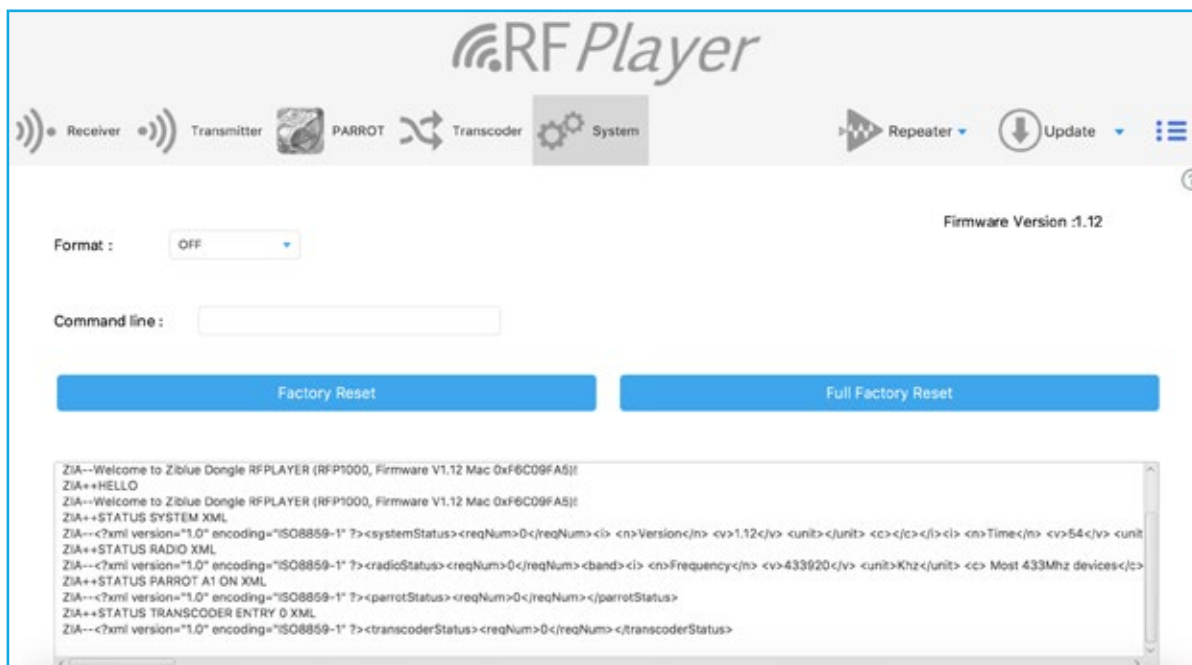 RFPlayer
Receiver Transmitter PARROT Transcoder System Repeater Update
Firmware Version :1.12
Format : OFF
Command line :
Factory Reset Full Factory Reset
ZIA--Welcome to Ziblue Dongle RFPLAYER (RFP1000, Firmware V1.12 Mac 0xF6C09FA5)!
ZIA++HELLO
ZIA--Welcome to Ziblue Dongle RFPLAYER (RFP1000, Firmware V1.12 Mac 0xF6C09FA5)!
ZIA++STATUS SYSTEM XML
ZIA--<?xml version="1.0" encoding="ISO8859-1" ?><systemStatus><reqNum>0</reqNum><i> <n>Version</n> <v>1.12</v> <unit></unit> <c></c></i><i> <n>Time</n> <v>54</v> <unit
ZIA++STATUS RADIO XML
ZIA--<?xml version="1.0" encoding="ISO8859-1" ?><radioStatus><reqNum>0</reqNum><band><i> <n>Frequency</n> <v>433920</v> <unit>Khz</unit> <c> Most 433Mhz devices</c>
ZIA++STATUS PARROT A1 ON XML
ZIA--<?xml version="1.0" encoding="ISO8859-1" ?><parrotStatus><reqNum>0</reqNum></parrotStatus>
ZIA++STATUS TRANSCODER ENTRY 0 XML
ZIA--<?xml version="1.0" encoding="ISO8859-1" ?><transcoderStatus><reqNum>0</reqNum></transcoderStatus>